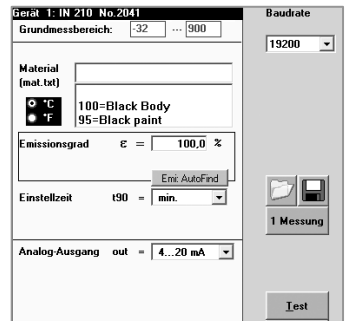 Gerät 1: IN 210 No.2041
Grundmessbereich: -32 ... 900
Material
(mat.txt)
°C
°F
100=Black Body
95=Black paint
Emissionsgrad ε = 100,0 %
Emi: AutoFind
Einstellzeit t90 = min.
Analog-Ausgang out = 4...20 mA
Baudrate
19200
1 Messung
Test